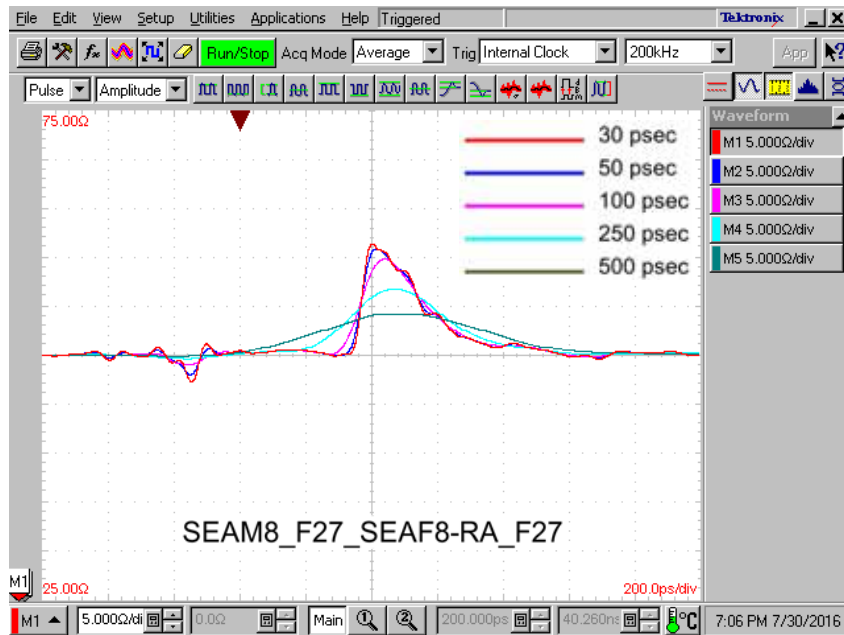 File Edit View Setup Utilities Applications Help Triggered Tektronix
Run/Stop Acq Mode Average Trig Internal Clock 200kHz App
Pulse Amplitude
75.00Ω
Waveform
30 psec
M1 5.000Ω/div
50 psec
M2 5.000Ω/div
100 psec
M3 5.000Ω/div
250 psec
M4 5.000Ω/div
500 psec
M5 5.000Ω/div
SEAM8_F27_SEAF8-RA_F27
M1
25.00Ω 200.0ps/div
M1 5.000Ω/di 0.0Ω Main 200.000ps 40.260ns °C 7:06 PM 7/30/2016